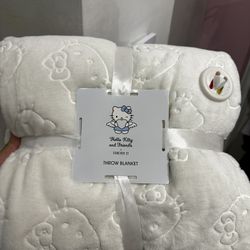 Hello Kitty
and Friends
THROW BLANKET